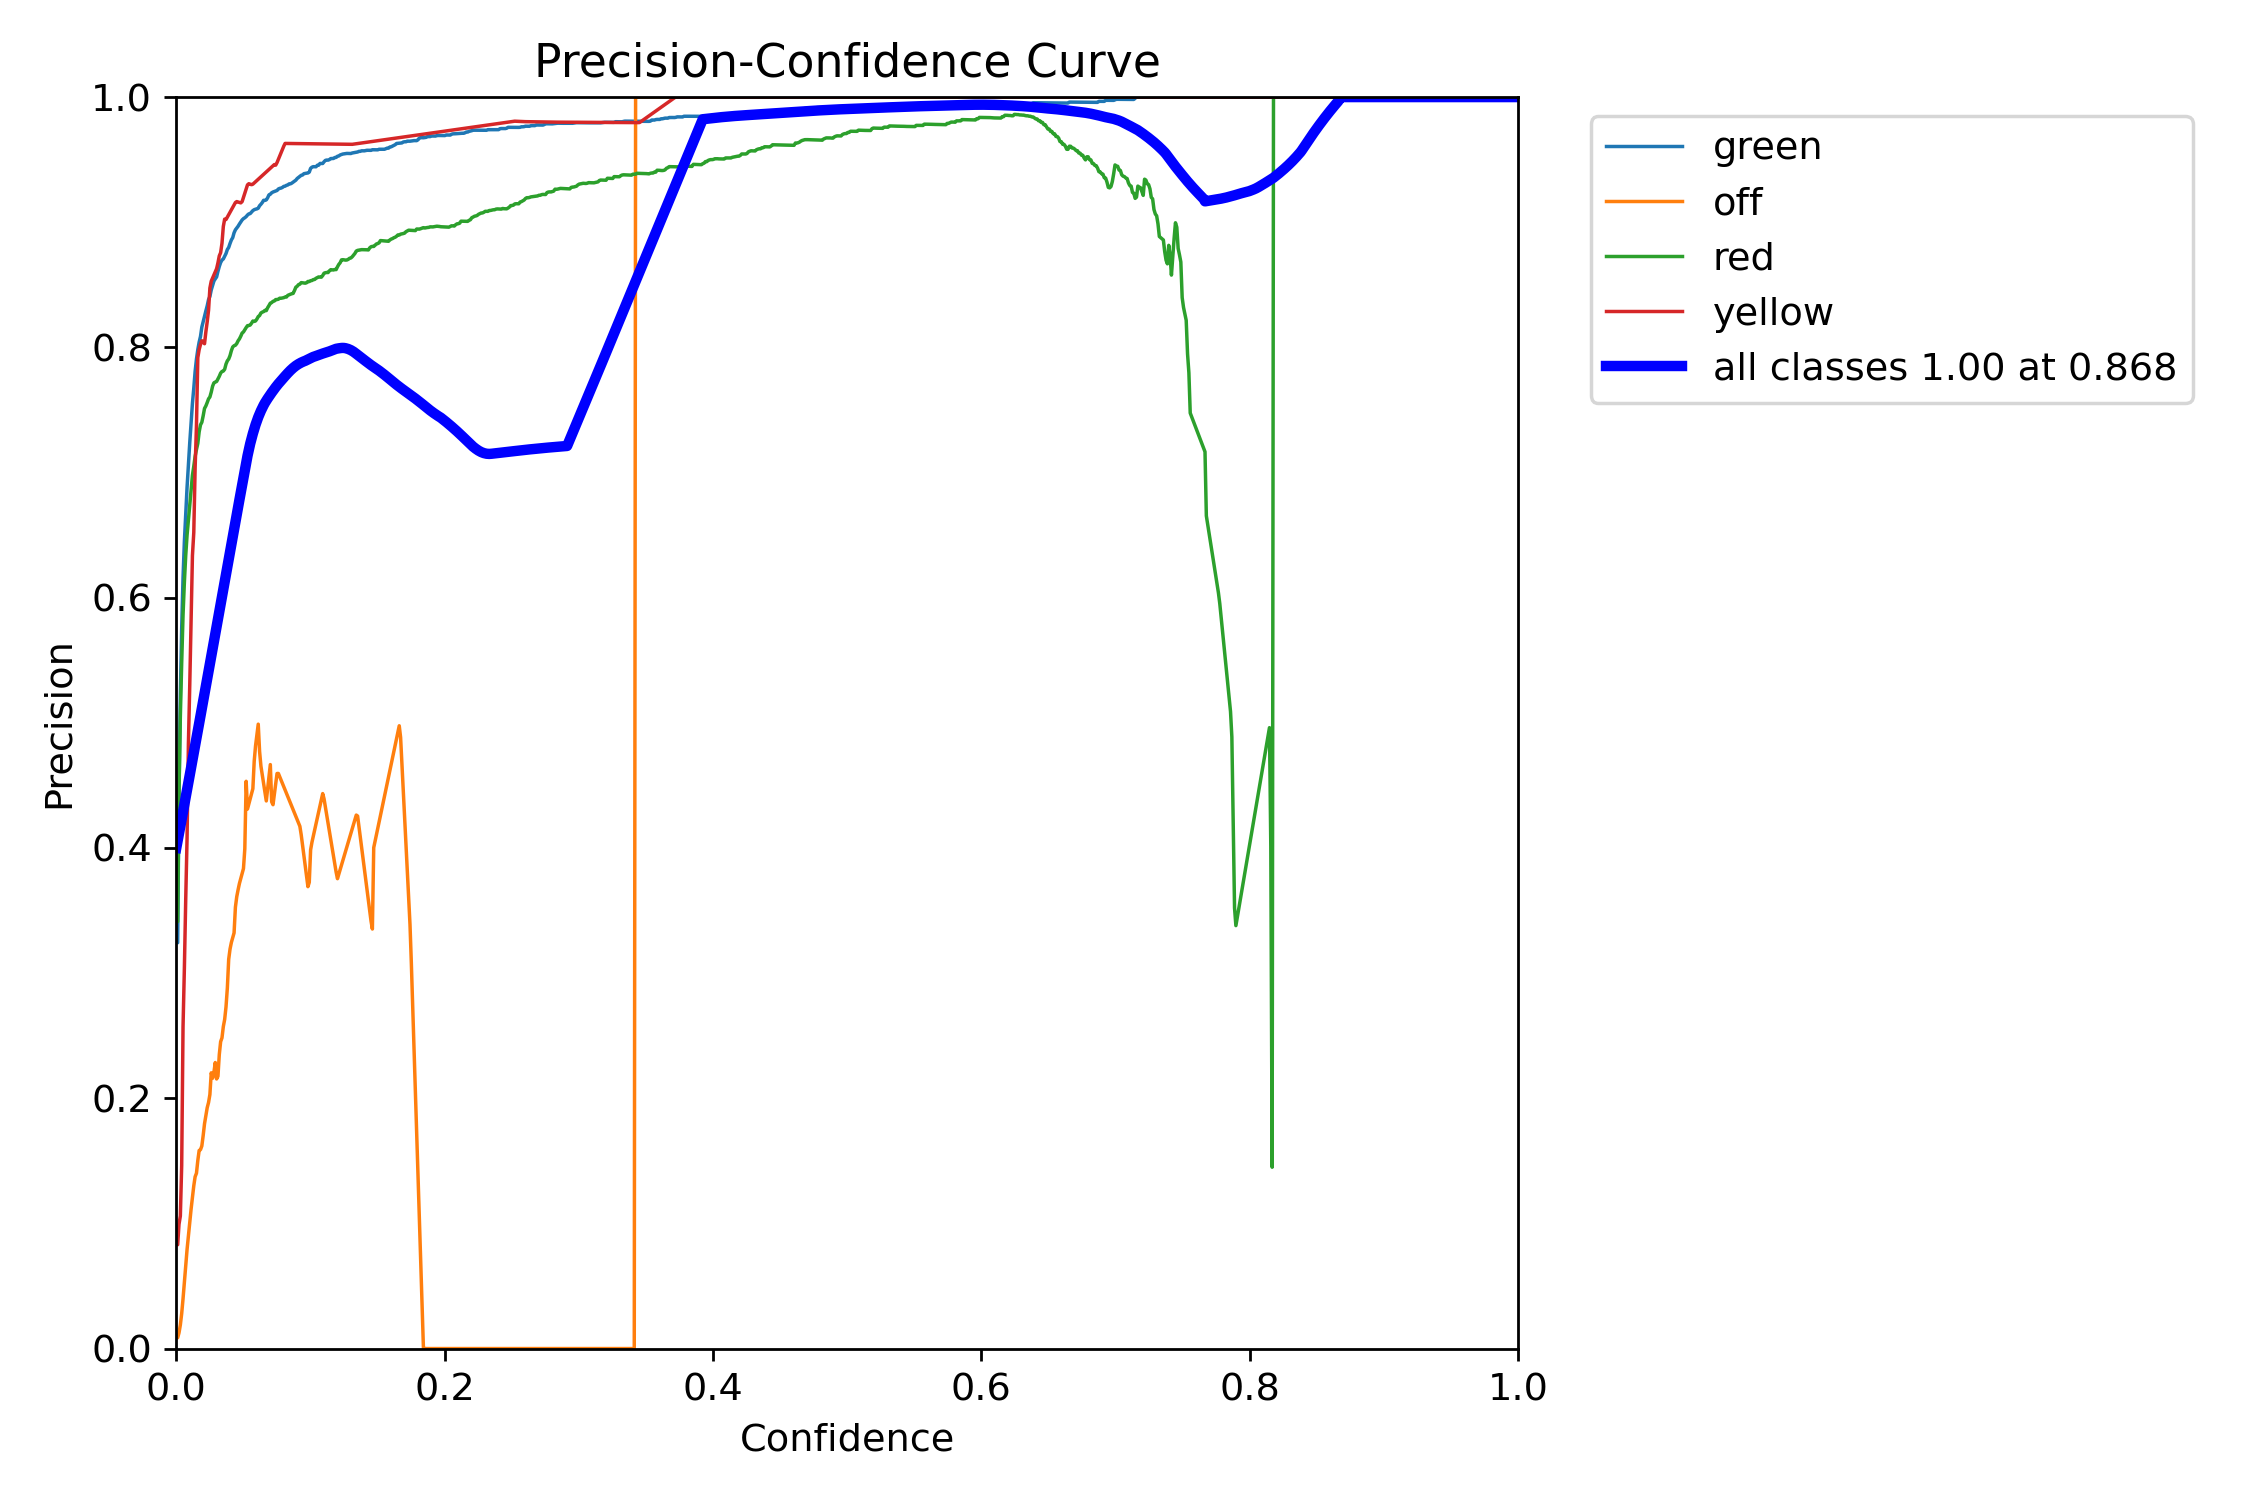 Precision-Confidence Curve
1.0
0.8
0.6
0.4
0.2
0.0
Precision
0.0 0.2 0.4 0.6 0.8 1.0
Confidence
green
off
red
yellow
all classes 1.00 at 0.868